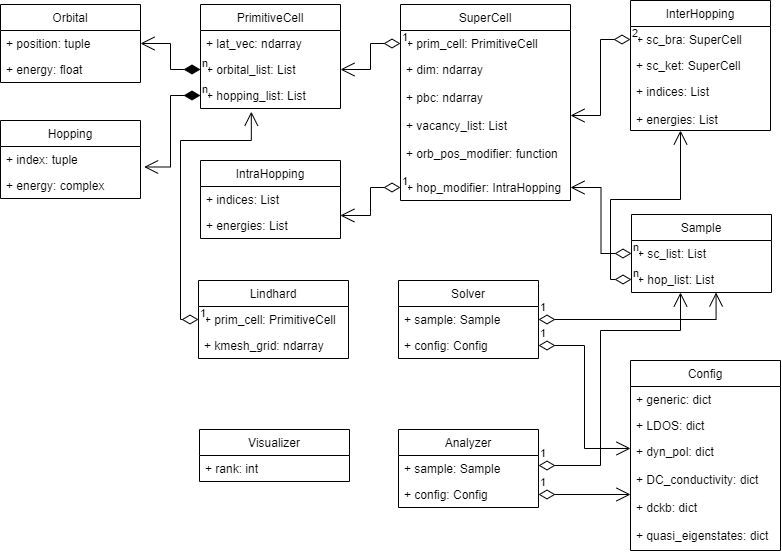 Orbital
+ position: tuple
+ energy: float
PrimitiveCell
+ lat_vec: ndarray
n
+ orbital_list: List
n
+ hopping_list: List
SuperCell
1
+ prim_cell: PrimitiveCell
+ dim: ndarray
+ pbc: ndarray
+ vacancy_list: List
+ orb_pos_modifier: function
1
+ hop_modifier: IntraHopping
InterHopping
2
+ sc_bra: SuperCell
+ sc_ket: SuperCell
+ indices: List
+ energies: List
Hopping
+ index: tuple
+ energy: complex
IntraHopping
+ indices: List
+ energies: List
Sample
n
+ sc_list: List
n
+ hop_list: List
Lindhard
1
+ prim_cell: PrimitiveCell
+ kmesh_grid: ndarray
Solver
+ sample: Sample
1
+ config: Config
1
Config
+ generic: dict
+ LDOS: dict
+ dyn_pol: dict
+ DC_conductivity: dict
+ dckb: dict
+ quasi_eigenstates: dict
Visualizer
+ rank: int
Analyzer
+ sample: Sample
1
+ config: Config
1